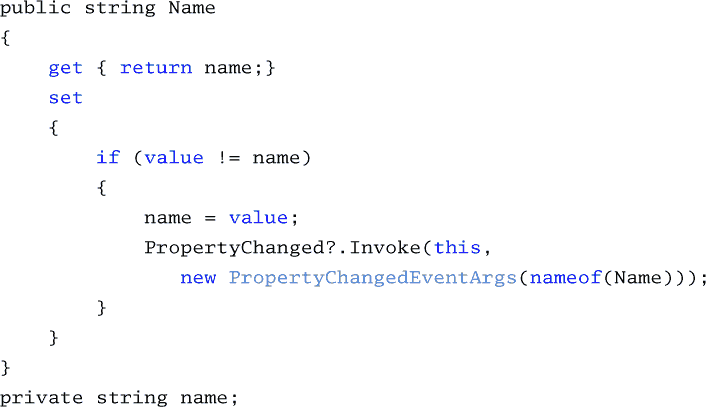 public string Name
{
    get { return name;}
    set
    {
        if (value != name)
        {
            name = value;
            PropertyChanged?.Invoke(this,
               new PropertyChangedEventArgs(nameof(Name)));
        }
    }
}
private string name;